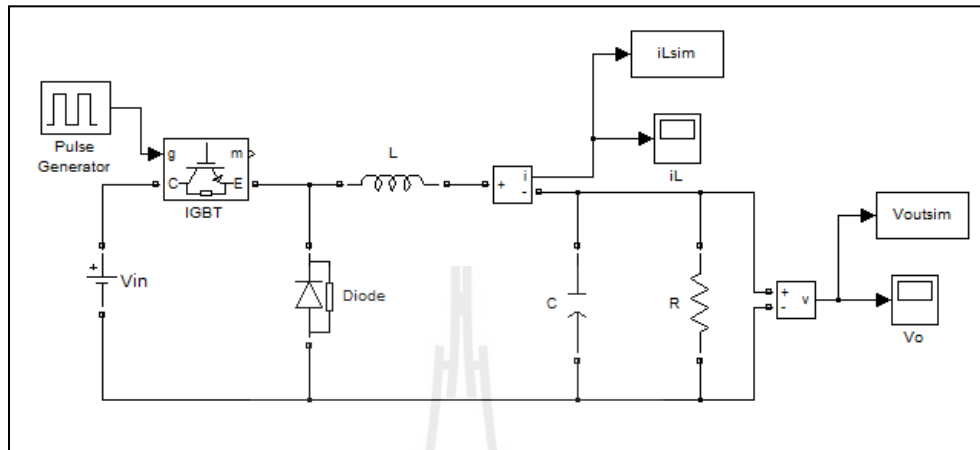 iLsim
Pulse
Generator
g
m
C
E
IGBT
L
+
i
-
iL
+
Vin
Diode
C
R
+
-
v
Voutsim
Vo